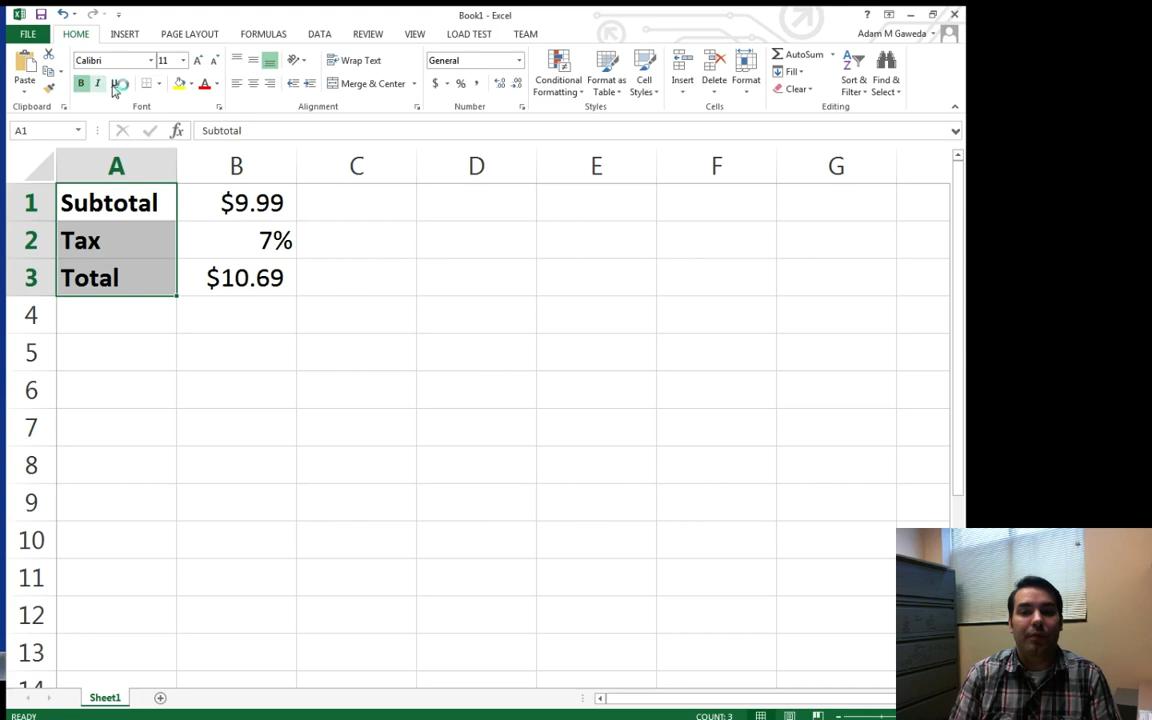 Book1 - Excel
FILE HOME INSERT PAGE LAYOUT FORMULAS DATA REVIEW VIEW LOAD TEST TEAM Adam M Gaweda
Paste
Calibri 11
B I U
Wrap Text
Merge & Center
General
$ % ,
Conditional Formatting
Format as Table
Cell Styles
Insert Delete Format
AutoSum
Fill
Clear
Sort & Filter
Find & Select
Clipboard Font Alignment Number Styles Cells
A1 fx Subtotal
A B C D E F G
1 Subtotal $9.99
2 Tax 7%
3 Total $10.69
4
5
6
7
8
9
10
11
12
13
14
Sheet1
READY COUNT: 3